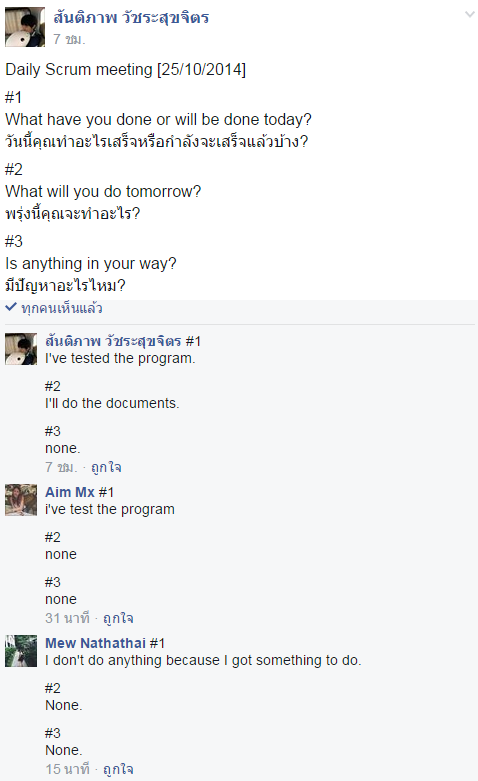 สันติภาพ วัชระสุขจิตร
7 ชม.
Daily Scrum meeting [25/10/2014]
#1
What have you done or will be done today?
วันนี้คุณทำอะไรเสร็จหรือกำลังจะเสร็จแล้วบ้าง?
#2
What will you do tomorrow?
พรุ่งนี้คุณจะทำอะไร?
#3
Is anything in your way?
มีปัญหาอะไรไหม?
ทุกคนเห็นแล้ว
สันติภาพ วัชระสุขจิตร #1
I've tested the program.
#2
I'll do the documents.
#3
none.
7 ชม. · ถูกใจ
Aim Mx #1
i've test the program
#2
none
#3
none
31 นาที · ถูกใจ
Mew Nathathai #1
I don't do anything because I got something to do.
#2
None.
#3
None.
15 นาที · ถูกใจ